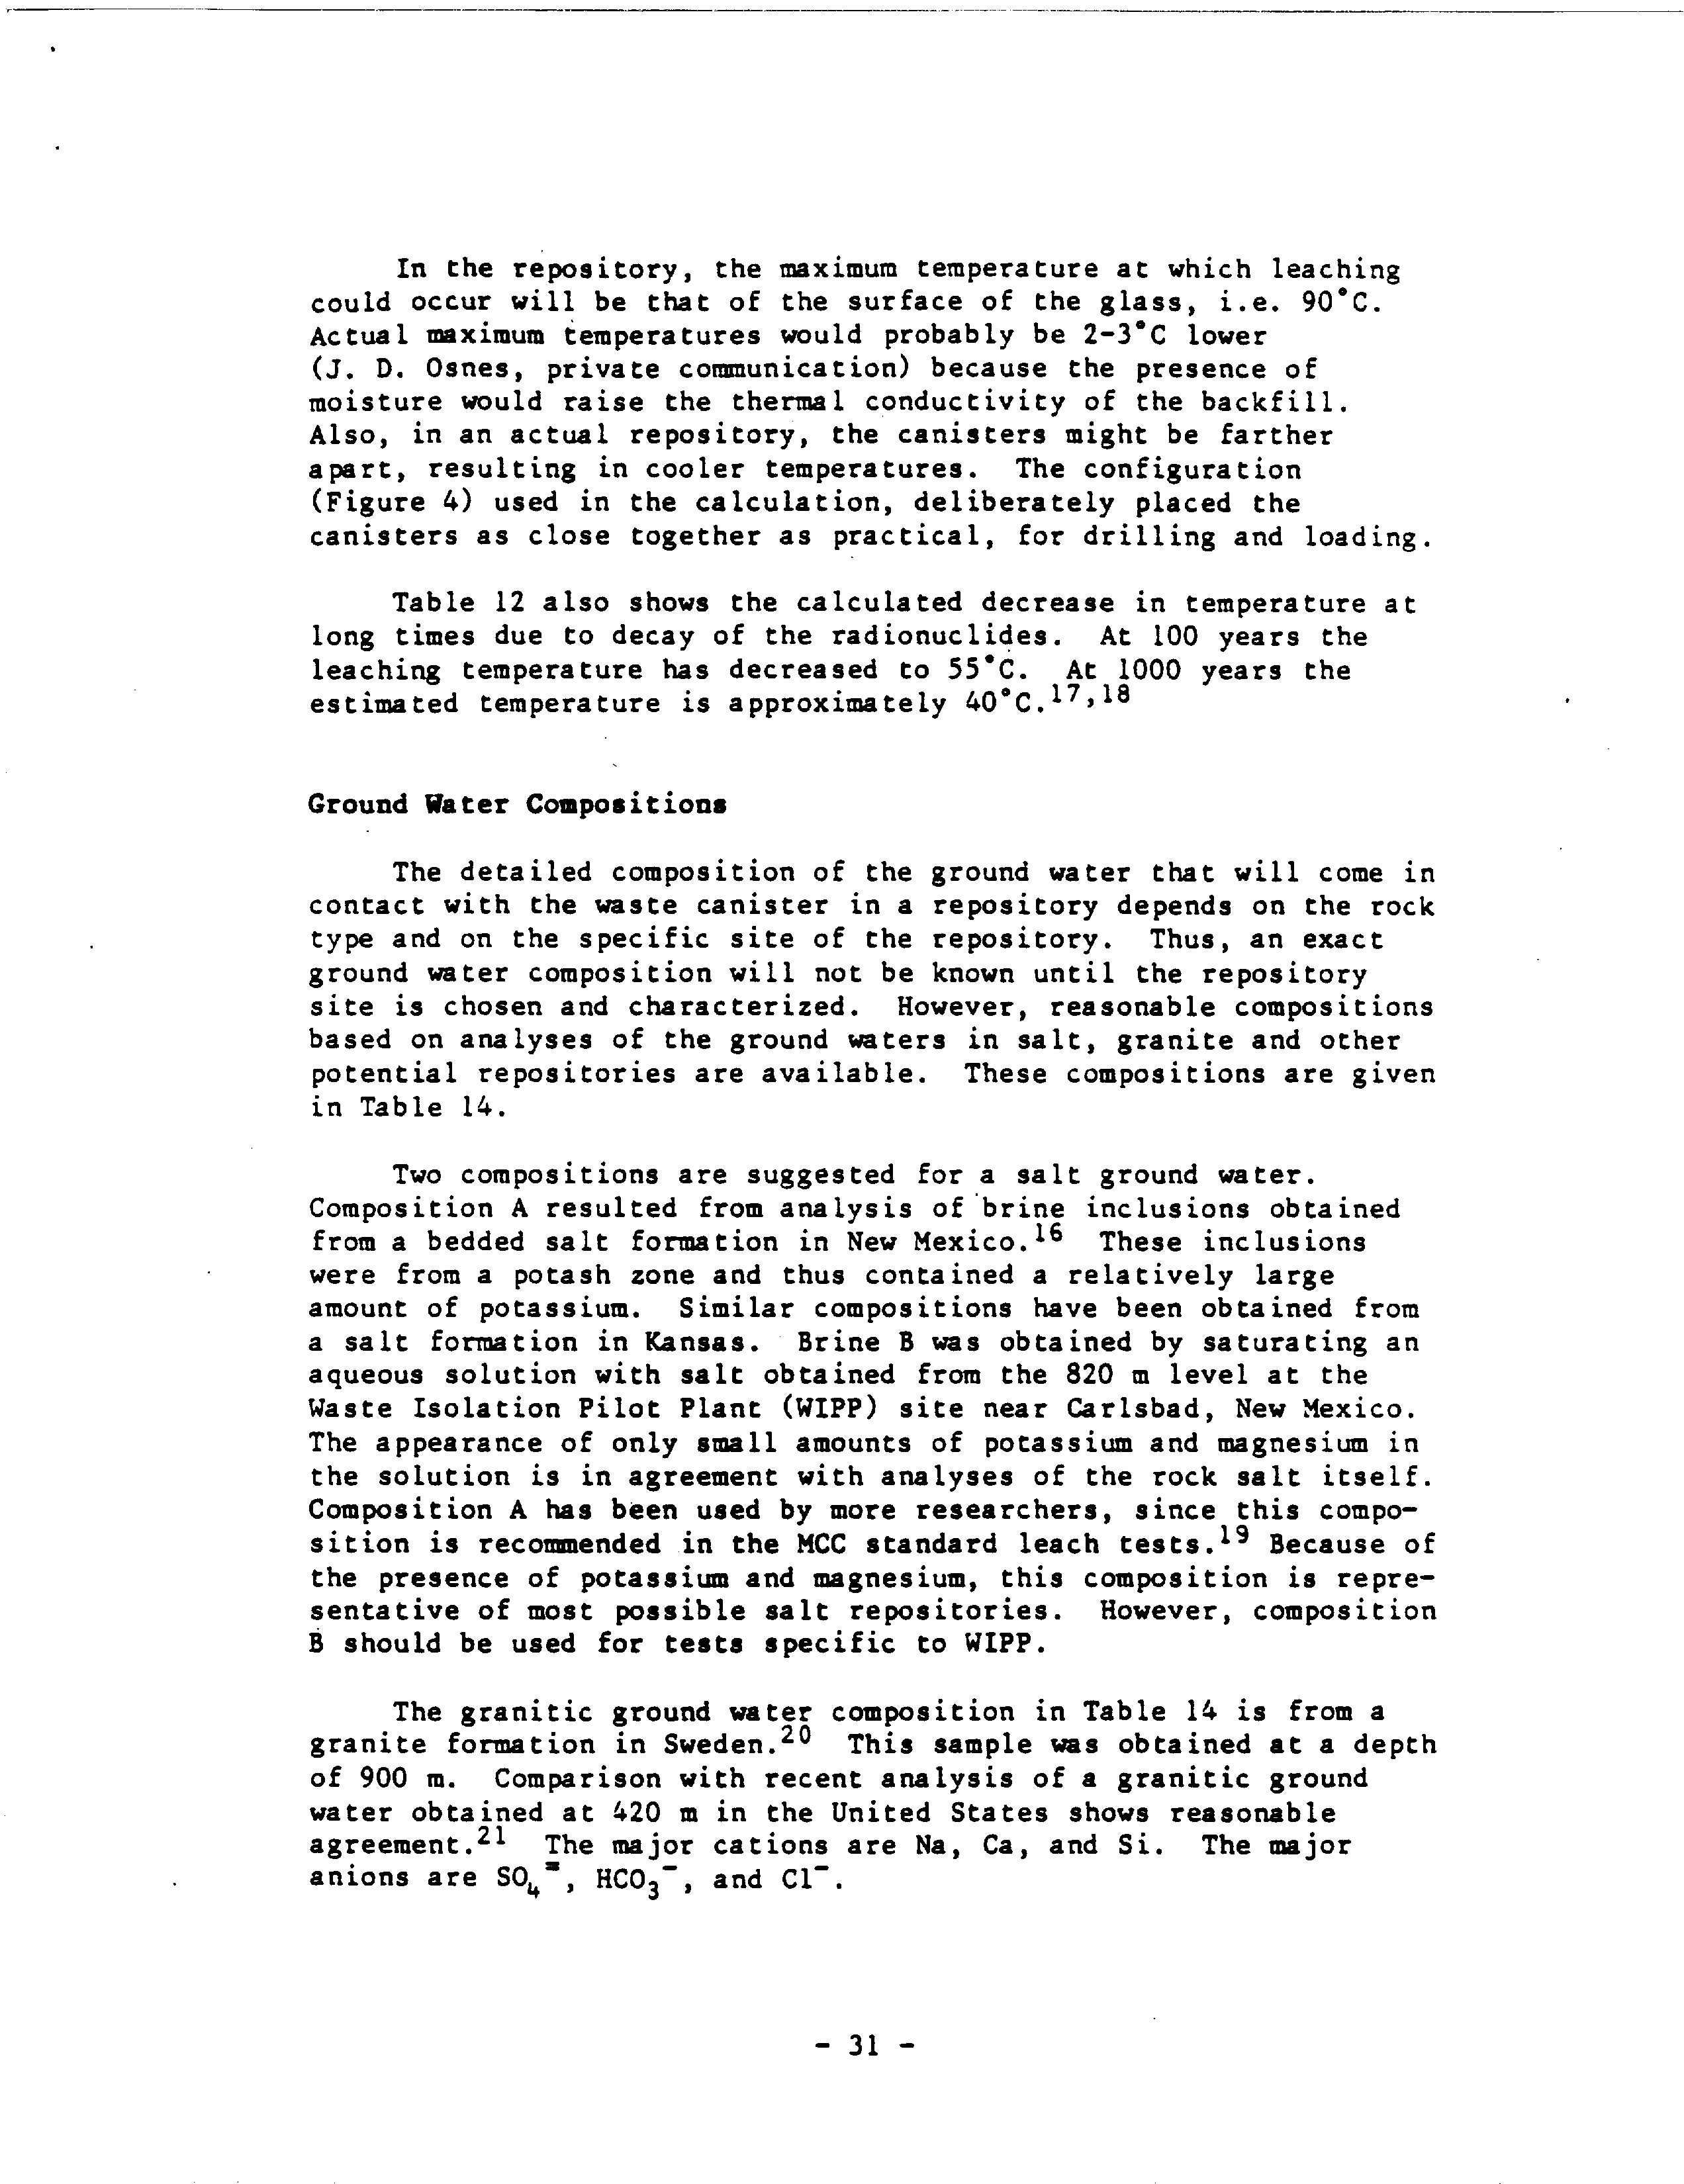 In the repository, the maximum temperature at which leaching
could occur will be that of the surface of the glass, i.e. 90°C.
Actual maximum temperatures would probably be 2-3°C lower
(J. D. Osnes, private communication) because the presence of
moisture would raise the thermal conductivity of the backfill.
Also, in an actual repository, the canisters might be farther
apart, resulting in cooler temperatures. The configuration
(Figure 4) used in the calculation, deliberately placed the
canisters as close together as practical, for drilling and loading.
Table 12 also shows the calculated decrease in temperature at
long times due to decay of the radionuclides. At 100 years the
leaching temperature has decreased to 55°C. At 1000 years the
estimated temperature is approximately 40°C.17,18
Ground Water Compositions
The detailed composition of the ground water that will come in
contact with the waste canister in a repository depends on the rock
type and on the specific site of the repository. Thus, an exact
ground water composition will not be known until the repository
site is chosen and characterized. However, reasonable compositions
based on analyses of the ground waters in salt, granite and other
potential repositories are available. These compositions are given
in Table 14.
Two compositions are suggested for a salt ground water.
Composition A resulted from analysis of brine inclusions obtained
from a bedded salt formation in New Mexico.16 These inclusions
were from a potash zone and thus contained a relatively large
amount of potassium. Similar compositions have been obtained from
a salt formation in Kansas. Brine B was obtained by saturating an
aqueous solution with salt obtained from the 820 m level at the
Waste Isolation Pilot Plant (WIPP) site near Carlsbad, New Mexico.
The appearance of only small amounts of potassium and magnesium in
the solution is in agreement with analyses of the rock salt itself.
Composition A has been used by more researchers, since this compo-
sition is recommended in the MCC standard leach tests.19 Because of
the presence of potassium and magnesium, this composition is repre-
sentative of most possible salt repositories. However, composition
B should be used for tests specific to WIPP.
The granitic ground water composition in Table 14 is from a
granite formation in Sweden.20 This sample was obtained at a depth
of 900 m. Comparison with recent analysis of a granitic ground
water obtained at 420 m in the United States shows reasonable
agreement.21 The major cations are Na, Ca, and Si. The major
anions are SO₄⁼, HCO₃⁻, and Cl⁻.
- 31 -